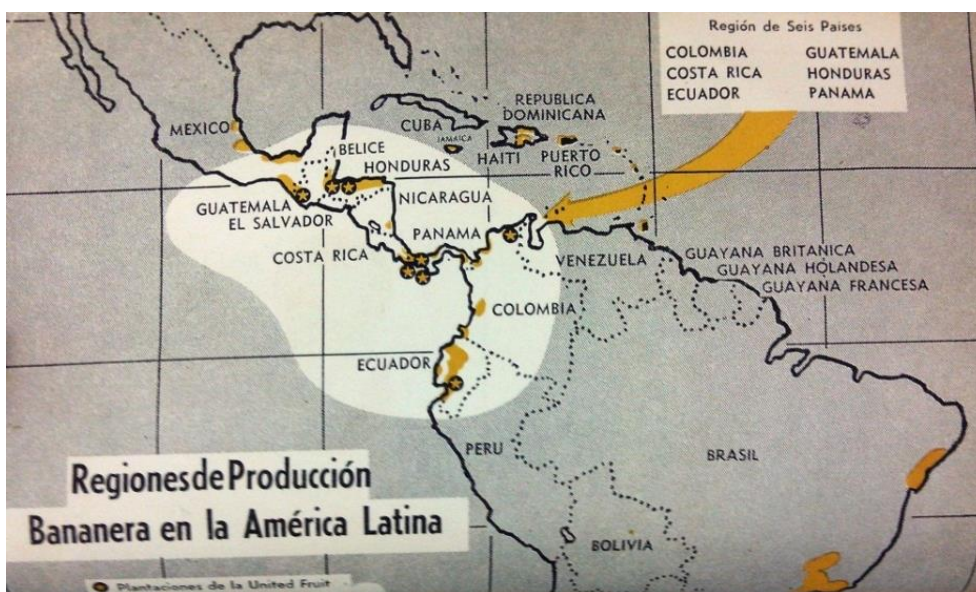 Región de Seis Paises
COLOMBIA GUATEMALA
COSTA RICA HONDURAS
ECUADOR PANAMA
REPUBLICA
DOMINICANA
CUBA
MEXICO
JAMAICA
BELICE
HAITI
PUERTO
RICO
HONDURAS
NICARAGUA
GUATEMALA
EL SALVADOR
PANAMA
COSTA RICA
VENEZUELA
GUAYANA BRITANICA
GUAYANA HOLANDESA
GUAYANA FRANCESA
COLOMBIA
ECUADOR
PERU
BRASIL
Regiones de Producción
Bananera en la América Latina
BOLIVIA
Plantaciones de la United Fruit